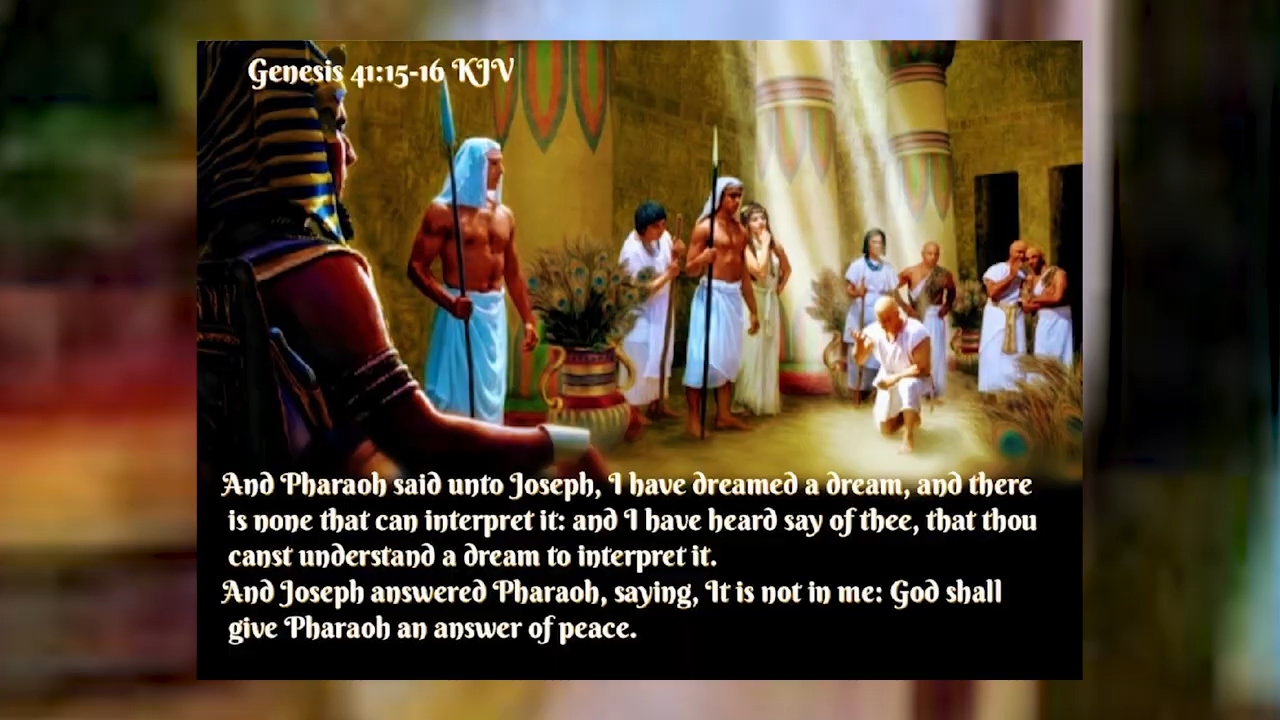 Genesis 41:15-16 KJV
And Pharaoh said unto Joseph, I have dreamed a dream, and there
is none that can interpret it: and I have heard say of thee, that thou
canst understand a dream to interpret it.
And Joseph answered Pharaoh, saying, It is not in me: God shall
give Pharaoh an answer of peace.